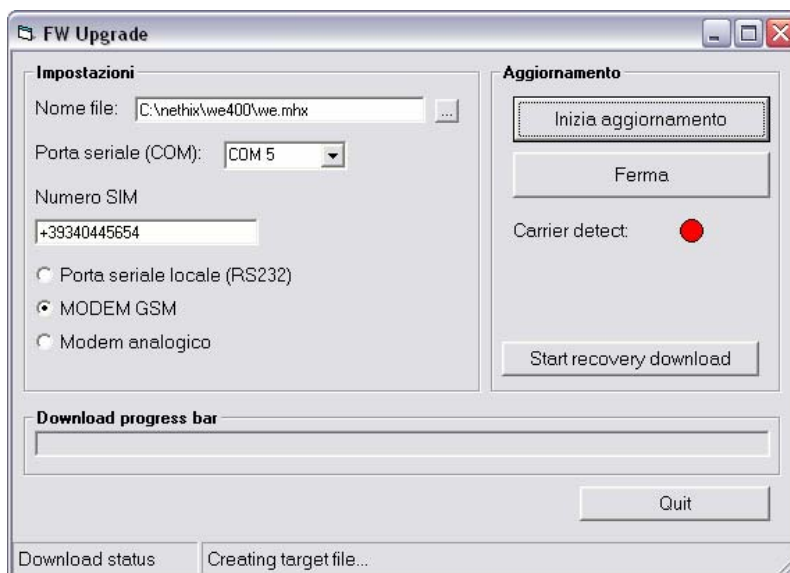 FW Upgrade
Impostazioni
Nome file: C:\nethix\we400\we.mhx ...
Porta seriale (COM): COM 5
Numero SIM
+39340445654
Porta seriale locale (RS232)
MODEM GSM
Modem analogico
Aggiornamento
Inizia aggiornamento
Ferma
Carrier detect:
Start recovery download
Download progress bar
Quit
Download status Creating target file...